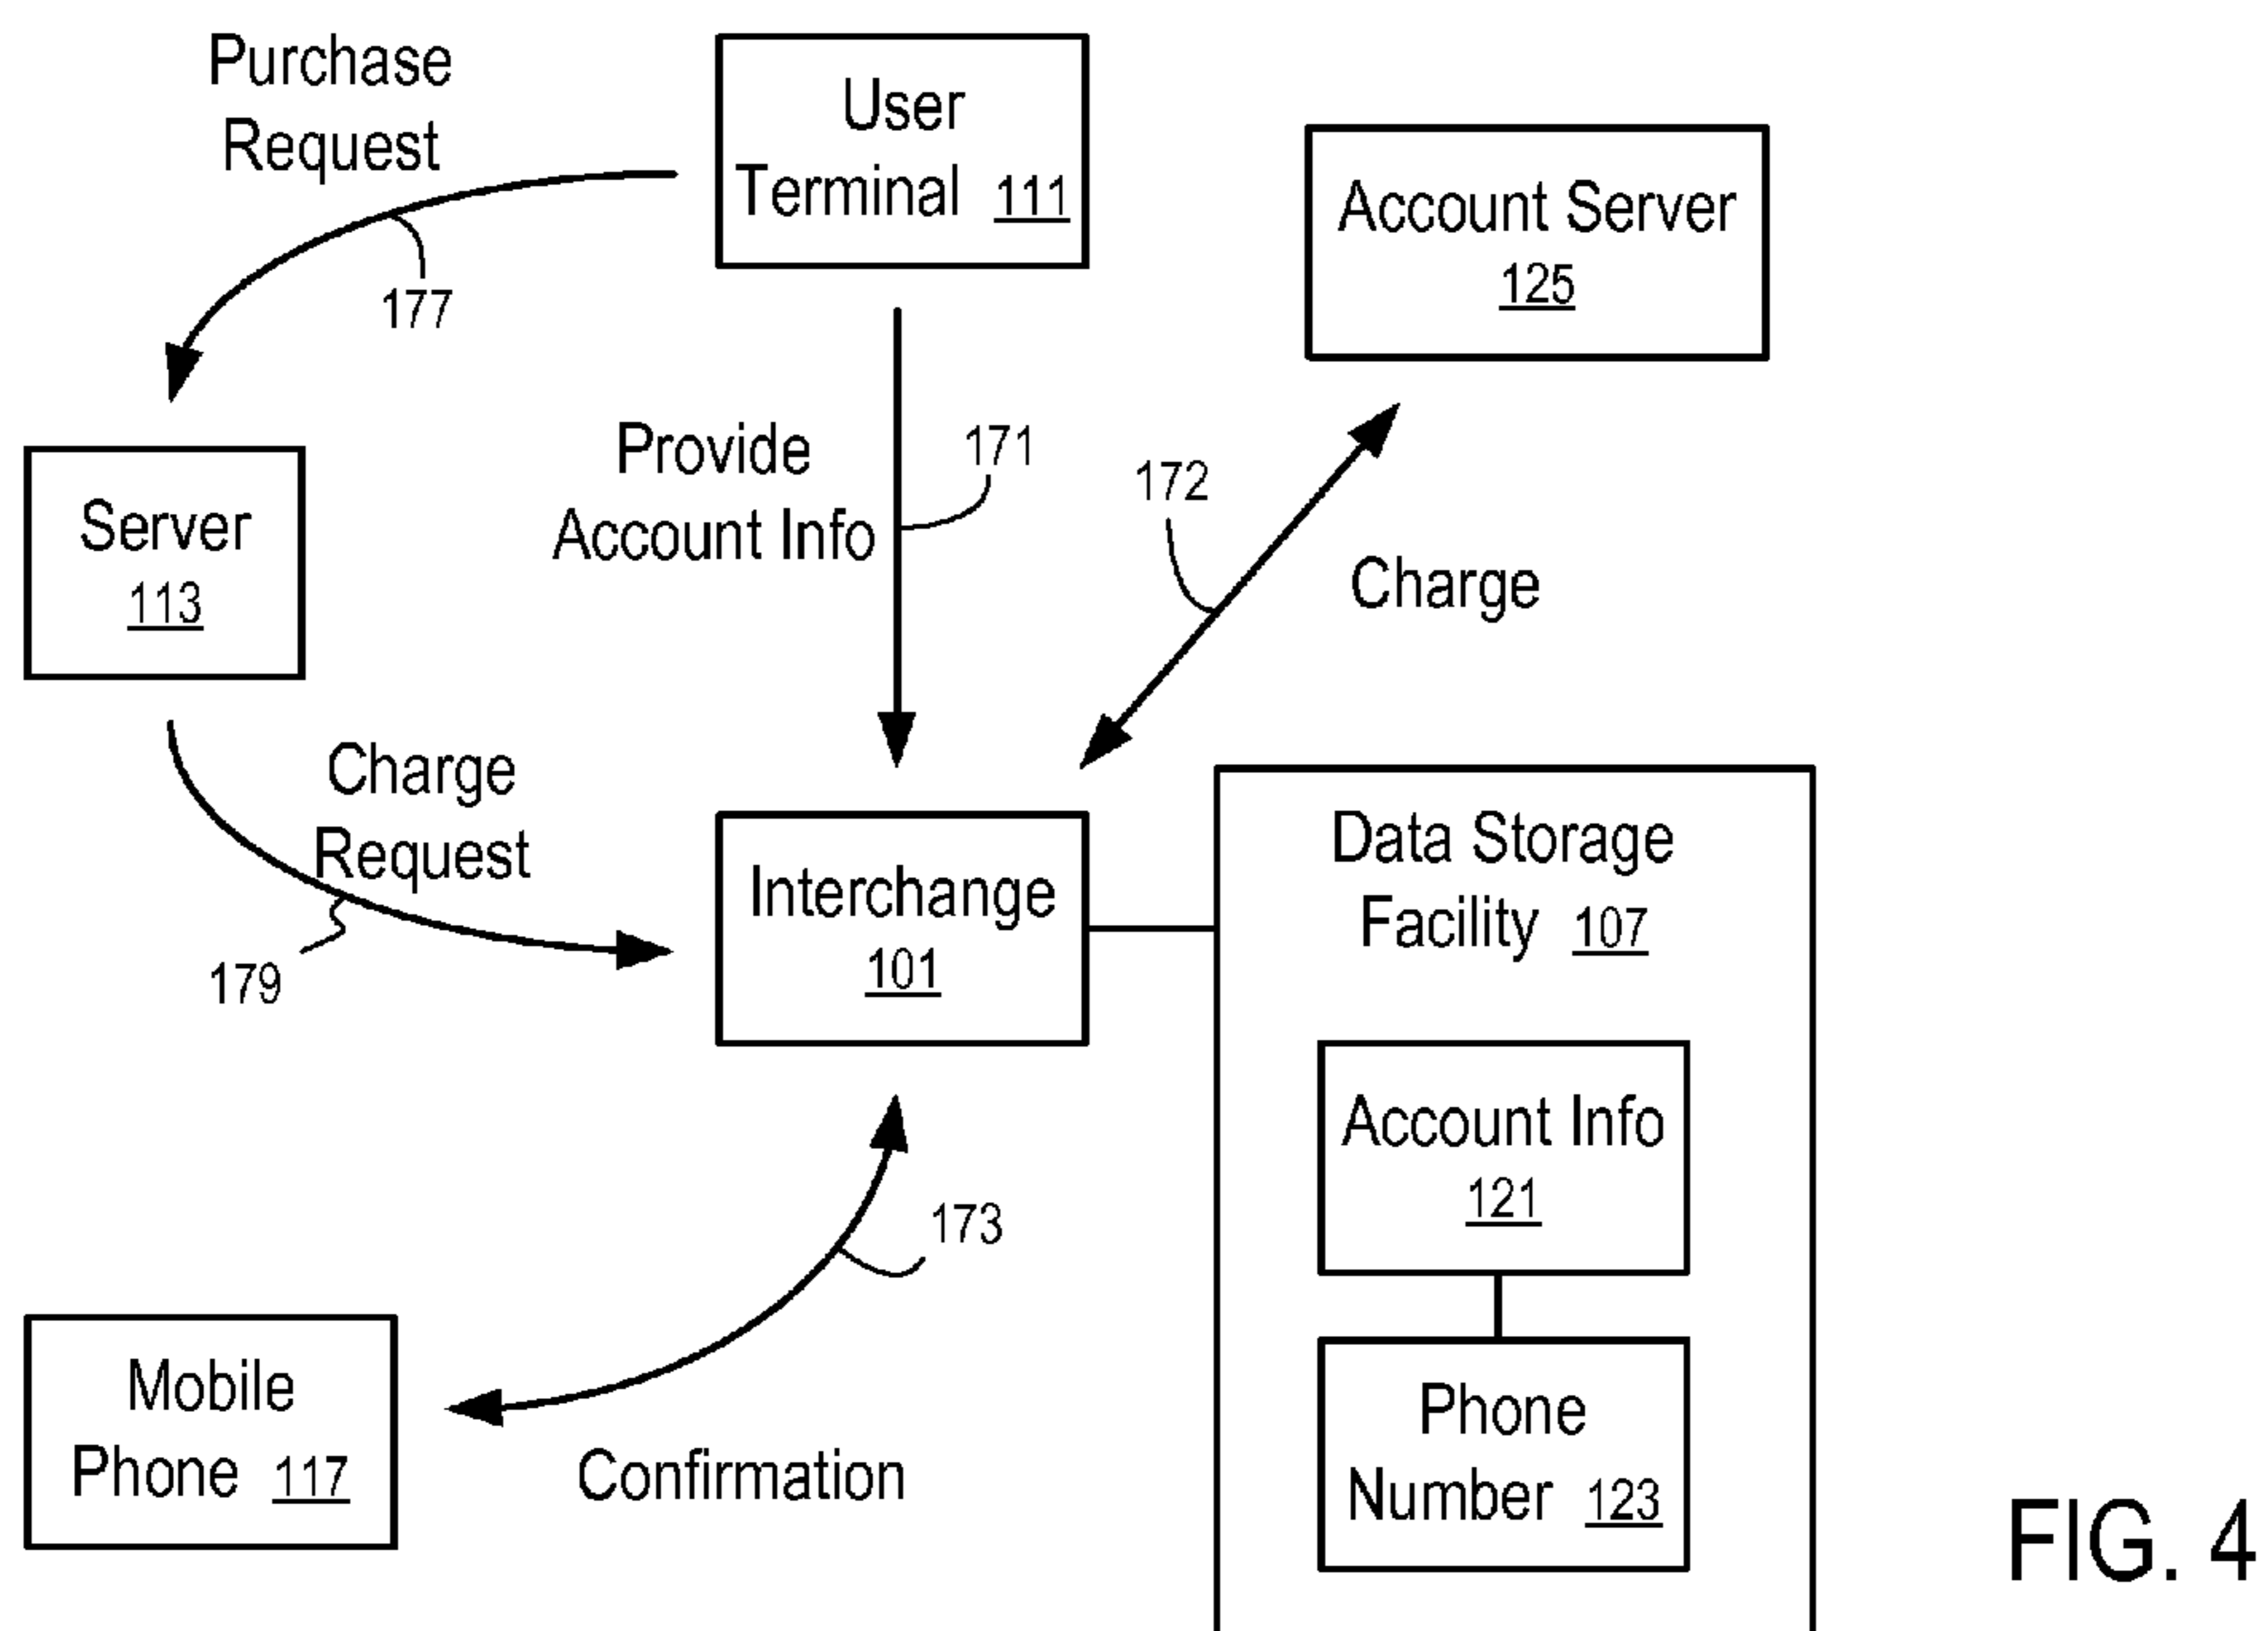 Purchase
Request
177
User
Terminal 111
Account Server
125
Server
113
Provide
Account Info
171
172
Charge
Charge
Request
179
Interchange
101
Data Storage
Facility 107
Account Info
121
Phone
Number 123
173
Mobile
Phone 117
Confirmation
FIG. 4